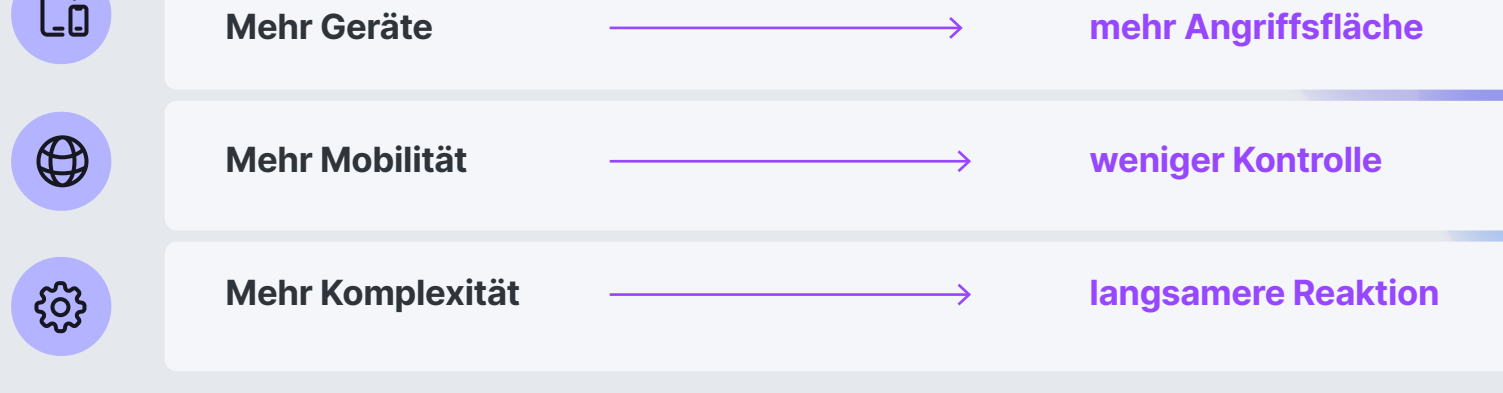 Mehr Geräte mehr Angriffsfläche
Mehr Mobilität weniger Kontrolle
Mehr Komplexität langsamere Reaktion